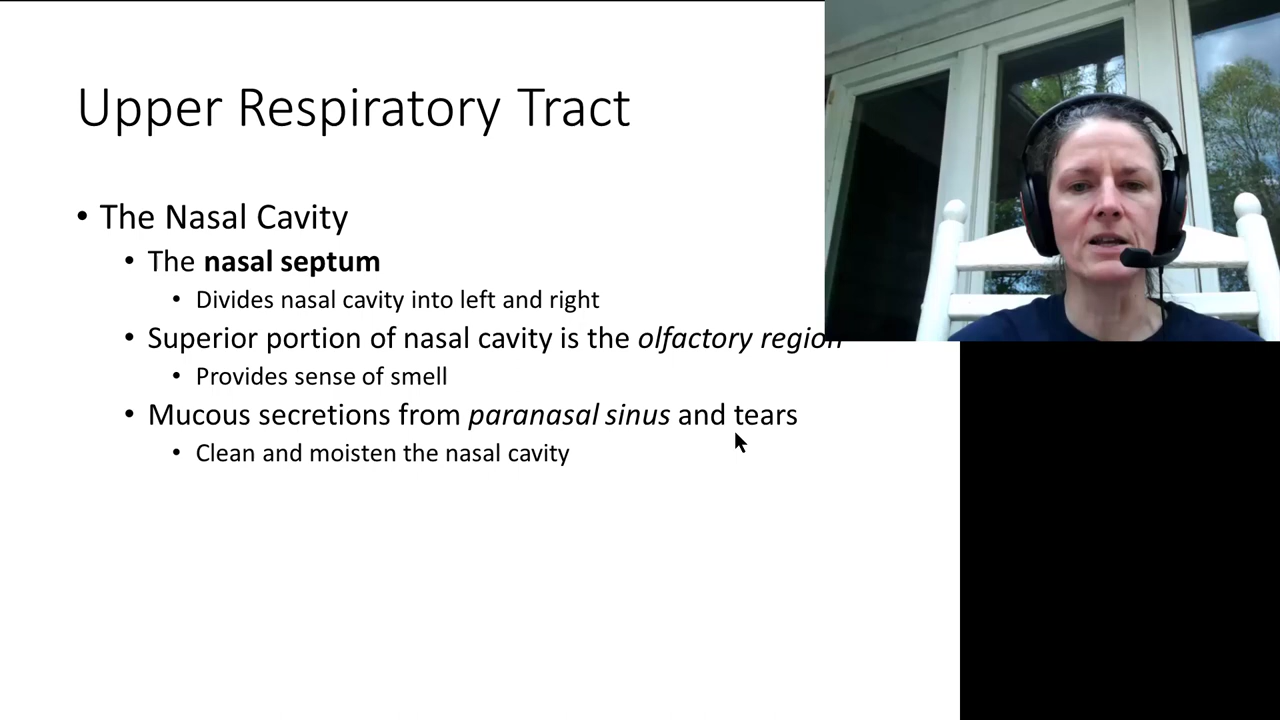 Upper Respiratory Tract
• The Nasal Cavity
• The nasal septum
• Divides nasal cavity into left and right
• Superior portion of nasal cavity is the olfactory region
• Provides sense of smell
• Mucous secretions from paranasal sinus and tears
• Clean and moisten the nasal cavity